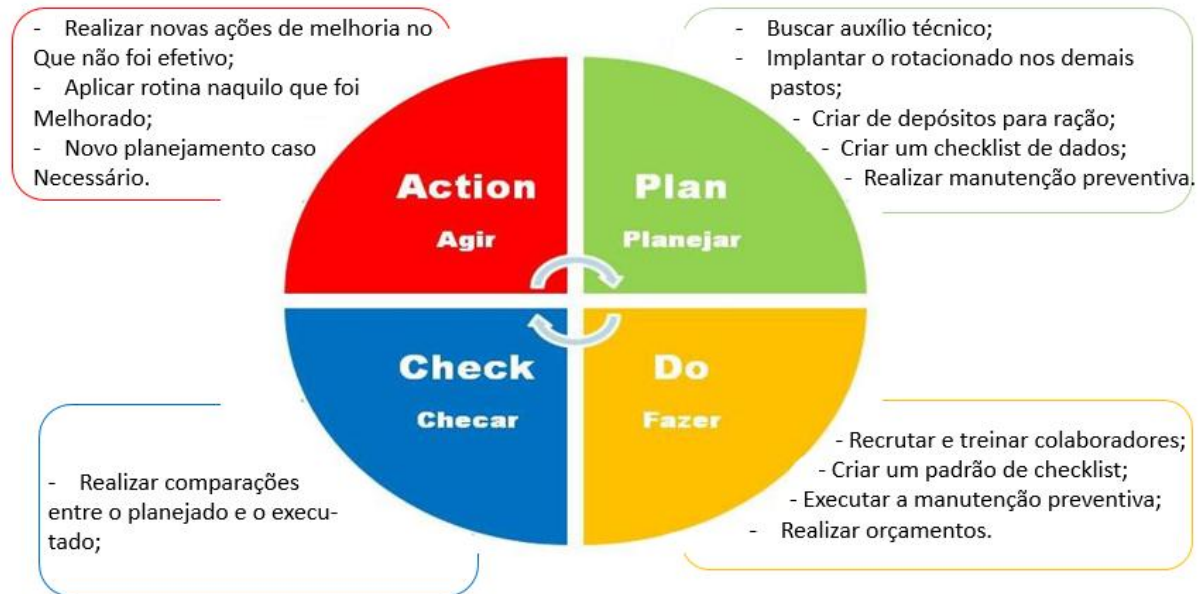 - Realizar novas ações de melhoria no
Que não foi efetivo;
- Aplicar rotina naquilo que foi
Melhorado;
- Novo planejamento caso
Necessário.
- Buscar auxílio técnico;
- Implantar o rotacionado nos demais
pastos;
- Criar de depósitos para ração;
- Criar um checklist de dados;
- Realizar manutenção preventiva.
Action
Agir
Plan
Planejar
Check
Checar
Do
Fazer
- Realizar comparações
entre o planejado e o execu-
tado;
- Recrutar e treinar colaboradores;
- Criar um padrão de checklist;
- Executar a manutenção preventiva;
- Realizar orçamentos.